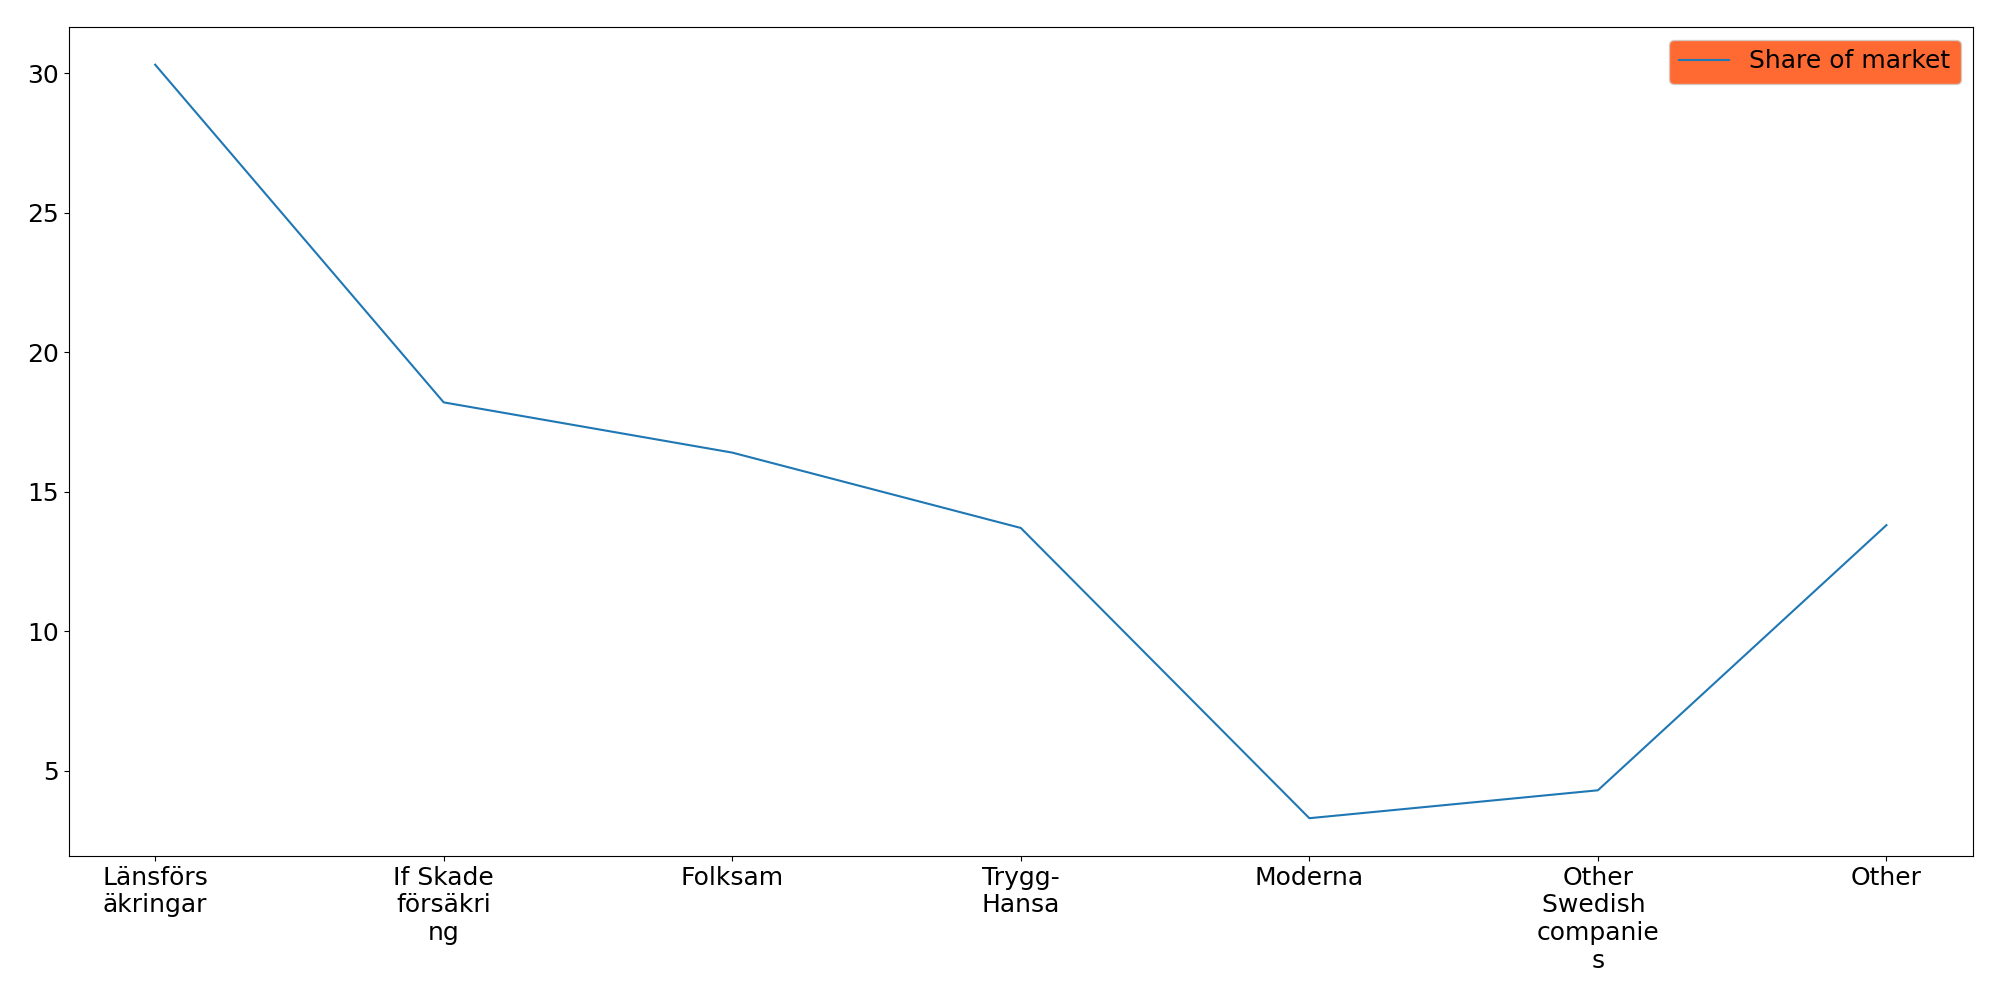 Share of market
30
25
20
15
10
5
Länsförs
äkringar
If Skade
försäkri
ng
Folksam
Trygg-
Hansa
Moderna
Other
Swedish
companie
s
Other